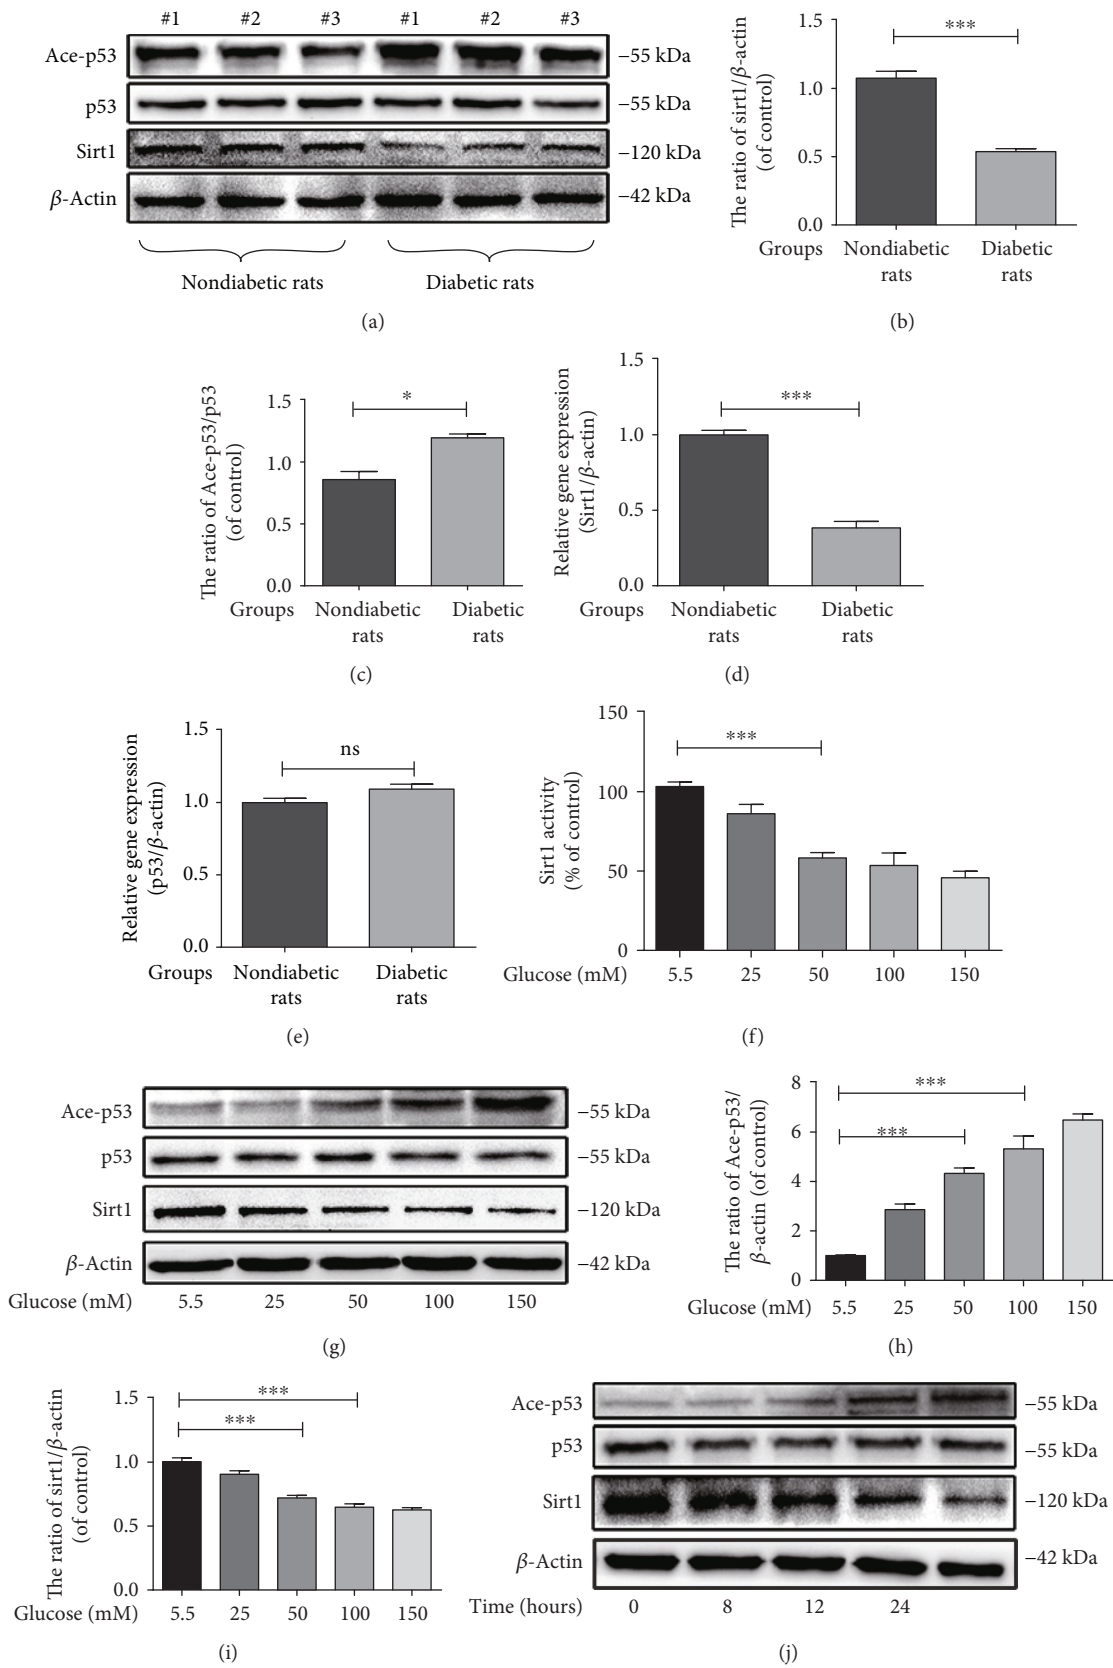 #1 #2 #3 #1 #2 #3
Ace-p53 –55 kDa
p53 –55 kDa
Sirt1 –120 kDa
β-Actin –42 kDa
Nondiabetic rats Diabetic rats
(a)
The ratio of sirt1/β-actin
(of control)
1.5
1.0
0.5
0.0
***
Groups Nondiabetic Diabetic
rats rats
(b)
The ratio of Ace-p53/p53
(of control)
1.5
1.0
0.5
0.0
*
Groups Nondiabetic Diabetic
rats rats
(c)
Relative gene expression
(Sirt1/β-actin)
1.5
1.0
0.5
0.0
***
Groups Nondiabetic Diabetic
rats rats
(d)
Relative gene expression
(p53/β-actin)
1.5
1.0
0.5
0.0
ns
Groups Nondiabetic Diabetic
rats rats
(e)
Sirt1 activity
(% of control)
150
100
50
0
***
Glucose (mM) 5.5 25 50 100 150
(f)
Ace-p53 –55 kDa
p53 –55 kDa
Sirt1 –120 kDa
β-Actin –42 kDa
Glucose (mM) 5.5 25 50 100 150
(g)
The ratio of Ace-p53/
β-actin (of control)
8
6
4
2
0
***
***
Glucose (mM) 5.5 25 50 100 150
(h)
The ratio of sirt1/β-actin
(of control)
1.5
1.0
0.5
0.0
***
***
Glucose (mM) 5.5 25 50 100 150
(i)
Ace-p53 –55 kDa
p53 –55 kDa
Sirt1 –120 kDa
β-Actin –42 kDa
Time (hours) 0 8 12 24
(j)